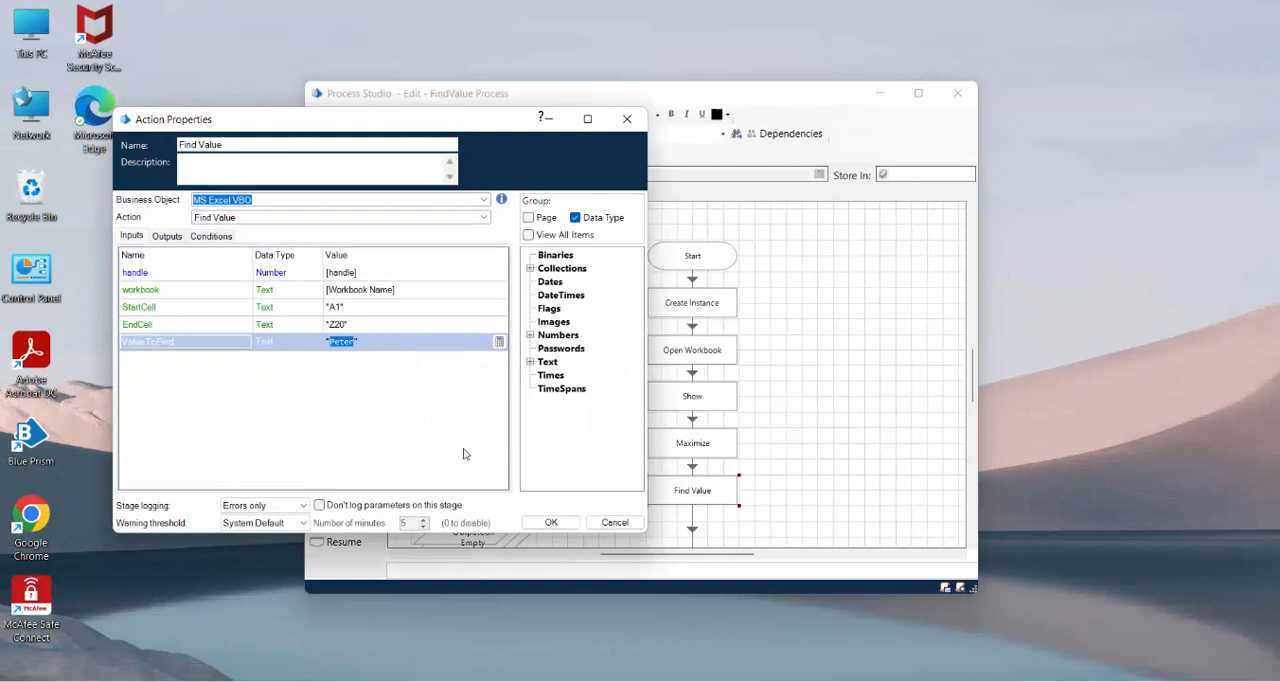 This PC
McAfee
Security Sc...
Network
Microsoft
Edge
Recycle Bin
Control Panel
Adobe
Acrobat DC
Blue Prism
Google
Chrome
McAfee Safe
Connect
Process Studio - Edit - FindValue Process
B I U
Dependencies
Store In:
Action Properties
?
Name: Find Value
Description:
Business Object MS Excel VBO
Action Find Value
Inputs Outputs Conditions
Name Data Type Value
handle Number [handle]
workbook Text [Workbook Name]
StartCell Text "A1"
EndCell Text "Z20"
ValueToFind Text "Peter"
Group:
Page Data Type
View All Items
Binaries
Collections
Dates
DateTimes
Flags
Images
Numbers
Passwords
Text
Times
TimeSpans
Stage logging: Errors only Don't log parameters on this stage
Warning threshold: System Default Number of minutes 5 (0 to disable)
OK Cancel
Start
Create Instance
Open Workbook
Show
Maximize
Find Value
Resume
Empty